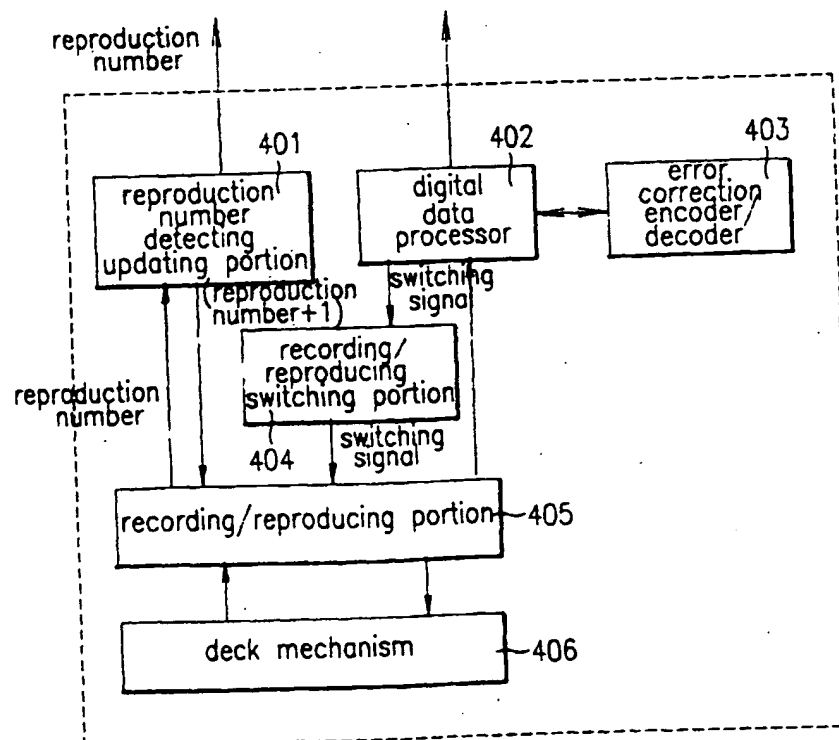 reproduction
number
401
402
403
reproduction
number
detecting
updating portion
digital
data
processor
error
correction
encoder/
decoder
(reproduction
number+1)
switching
signal
recording/
reproducing
switching portion
reproduction
number
404
switching
signal
recording/reproducing portion
405
deck mechanism
406